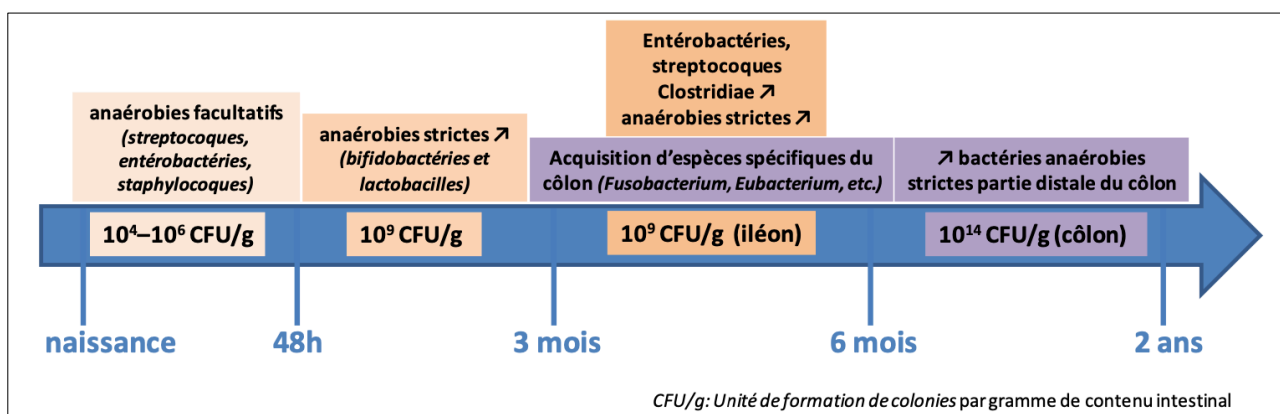 anaérobies facultatifs
(streptocoques,
entérobactéries,
staphylocoques)
anaérobies strictes ↗
(bifidobactéries et
lactobacilles)
Entérobactéries,
streptocoques
Clostridiae ↗
anaérobies strictes ↗
Acquisition d’espèces spécifiques du
côlon (Fusobacterium, Eubacterium, etc.)
↗ bactéries anaérobies
strictes partie distale du côlon
10⁴–10⁶ CFU/g
10⁹ CFU/g
10⁹ CFU/g (iléon)
10¹⁴ CFU/g (côlon)
naissance
48h
3 mois
6 mois
2 ans
CFU/g: Unité de formation de colonies par gramme de contenu intestinal